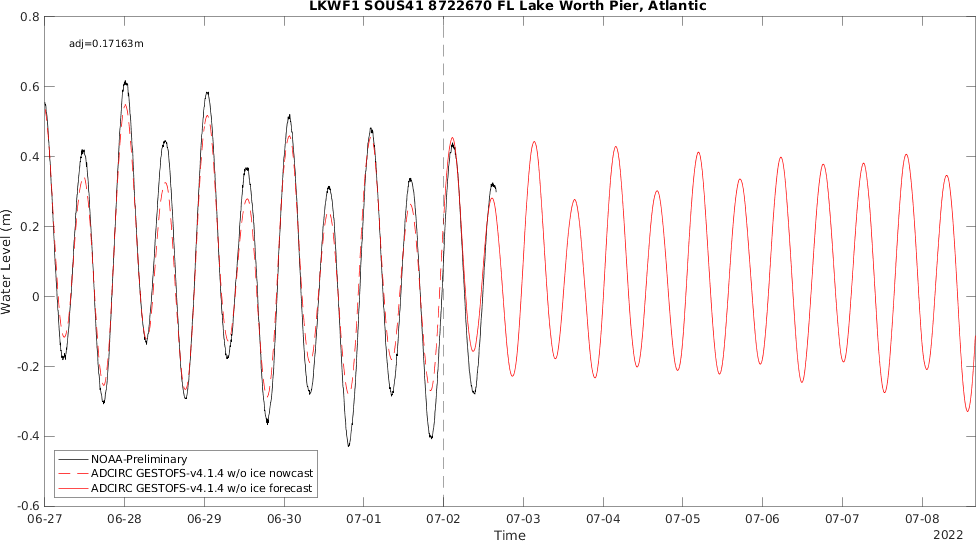 LKWF1 SOUS41 8722670 FL Lake Worth Pier, Atlantic
0.8
adj=0.17163m
0.6
0.4
0.2
0
-0.2
-0.4
-0.6
Water Level (m)
NOAA-Preliminary
ADCIRC GESTOFS-v4.1.4 w/o ice nowcast
ADCIRC GESTOFS-v4.1.4 w/o ice forecast
06-27 06-28 06-29 06-30 07-01 07-02 07-03 07-04 07-05 07-06 07-07 07-08
Time
2022